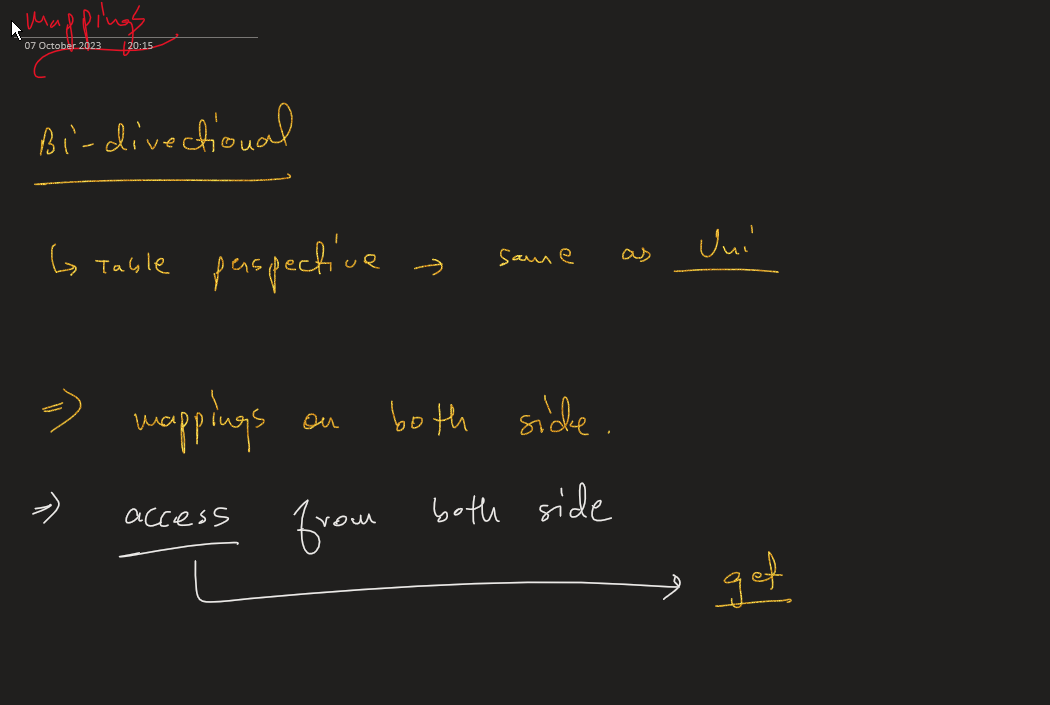 Mappings
07 October 2023 20:15
Bi-directional
↳ Table perspective → same as Uni
⇒ mappings on both side.
⇒ access from both side
get